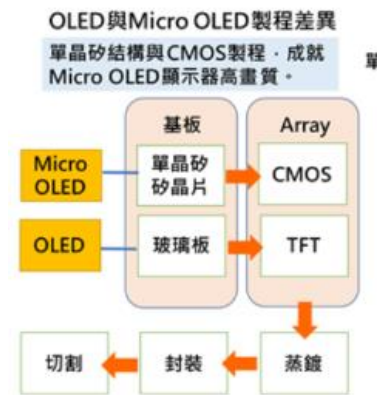 OLED與Micro OLED製程差異
單晶矽結構與CMOS製程，成就
Micro OLED顯示器高畫質。
單
基板
Array
Micro
OLED
單晶矽
矽晶片
CMOS
OLED
玻璃板
TFT
切割
封裝
蒸鍍